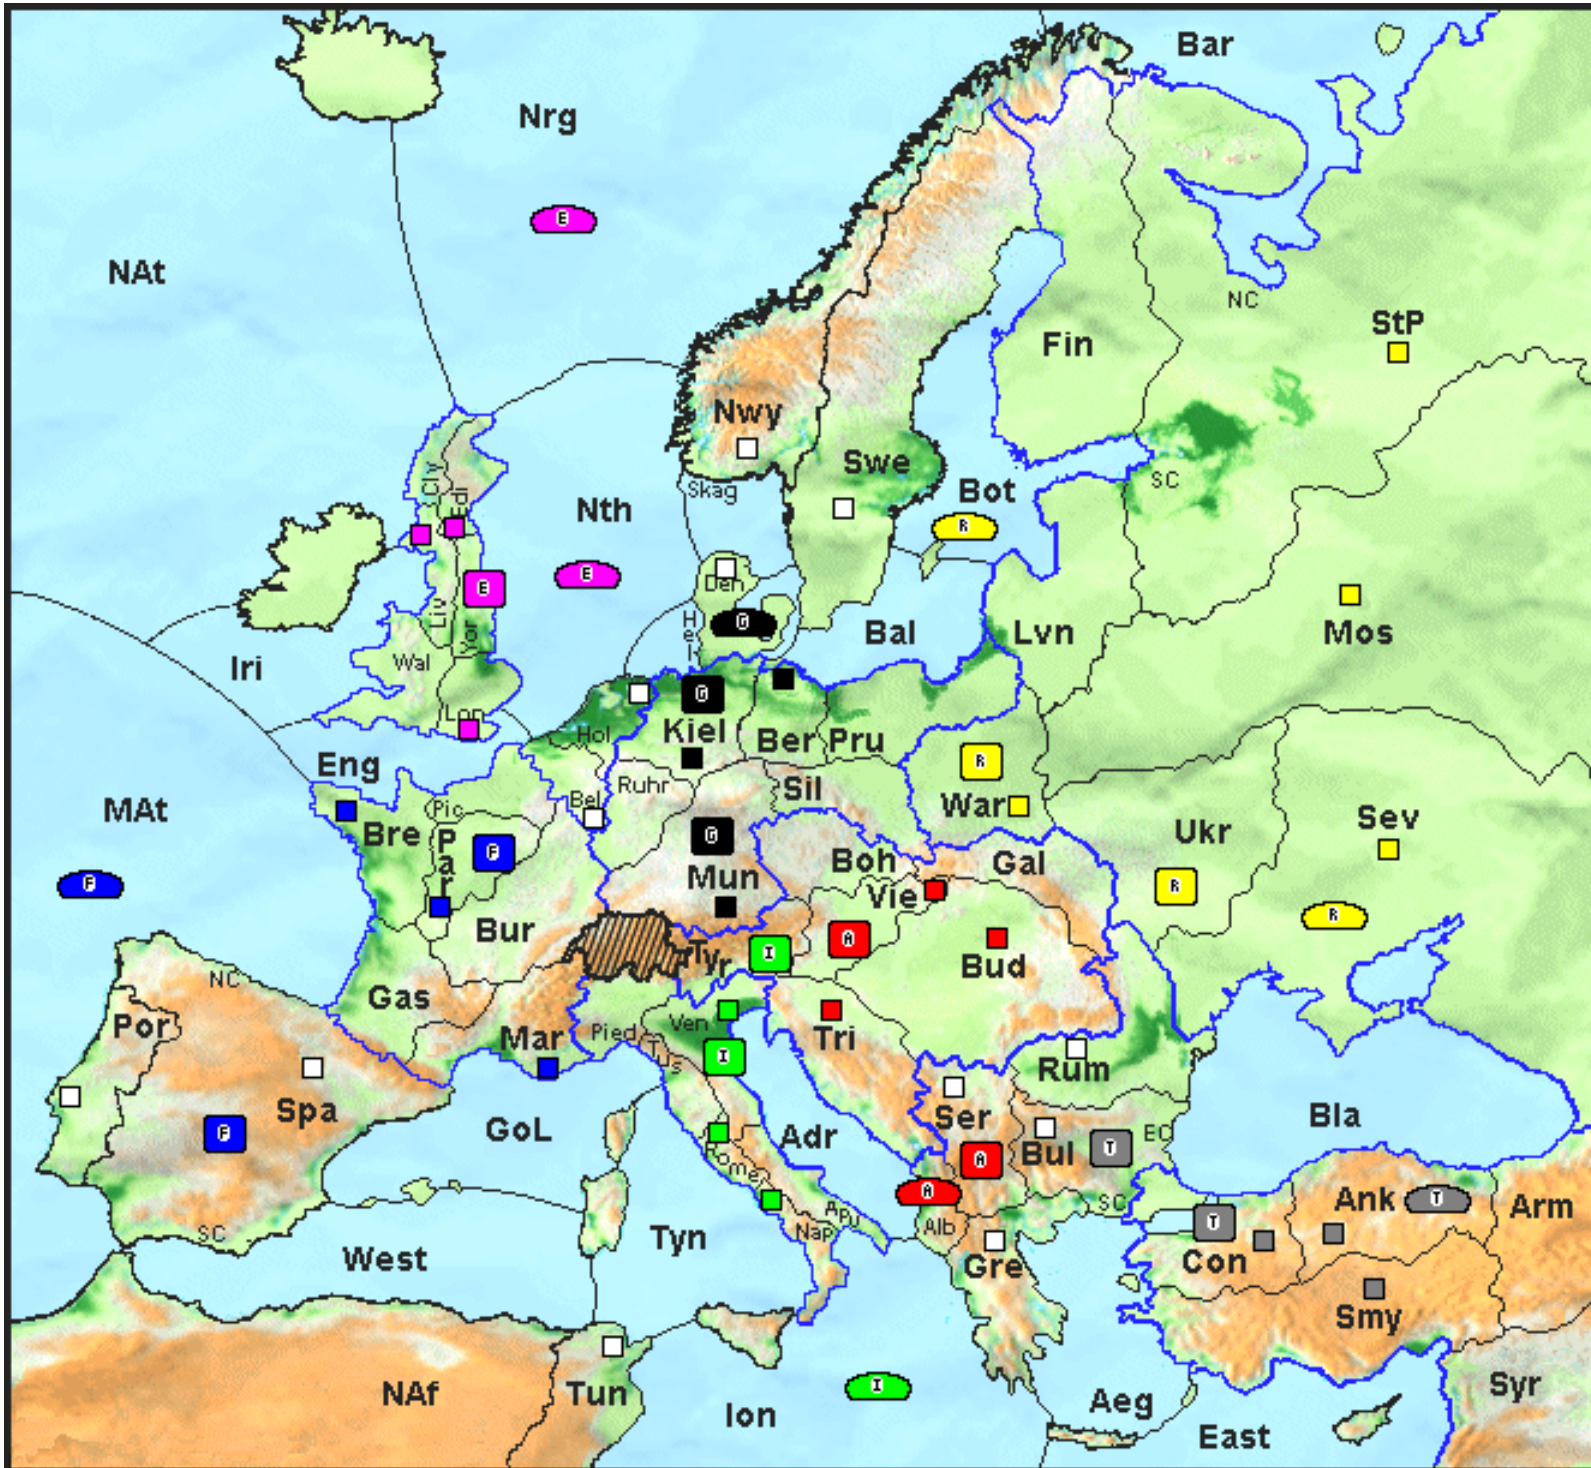 Bar
Nrg
E
NAt
NC
StP
Fin
Nwy
Swe
Cly
Edi
Skag
Bot
SC
Nth
R
E
Den
E
Liv
Yor
Hel
G
Bal
Lvn
Mos
Iri
Wal
G
Lon
Hol
Kiel
Ber
Pru
Eng
R
Ruhr
Sil
War
MAt
Pic
Bel
Bre
Par
F
G
Boh
Gal
Ukr
Sev
F
Mun
Vie
R
R
Bur
A
I
Tyr
Bud
NC
Gas
Por
Mar
Pied
Ven
Tri
Tus
I
Rum
Spa
Ser
GoL
Adr
Bla
F
Rome
A
Bul
T
EC
A
Apu
SC
Ank
T
Arm
SC
West
Tyn
Nap
Alb
Gre
T
Con
Smy
NAf
Tun
I
Ion
Aeg
East
Syr